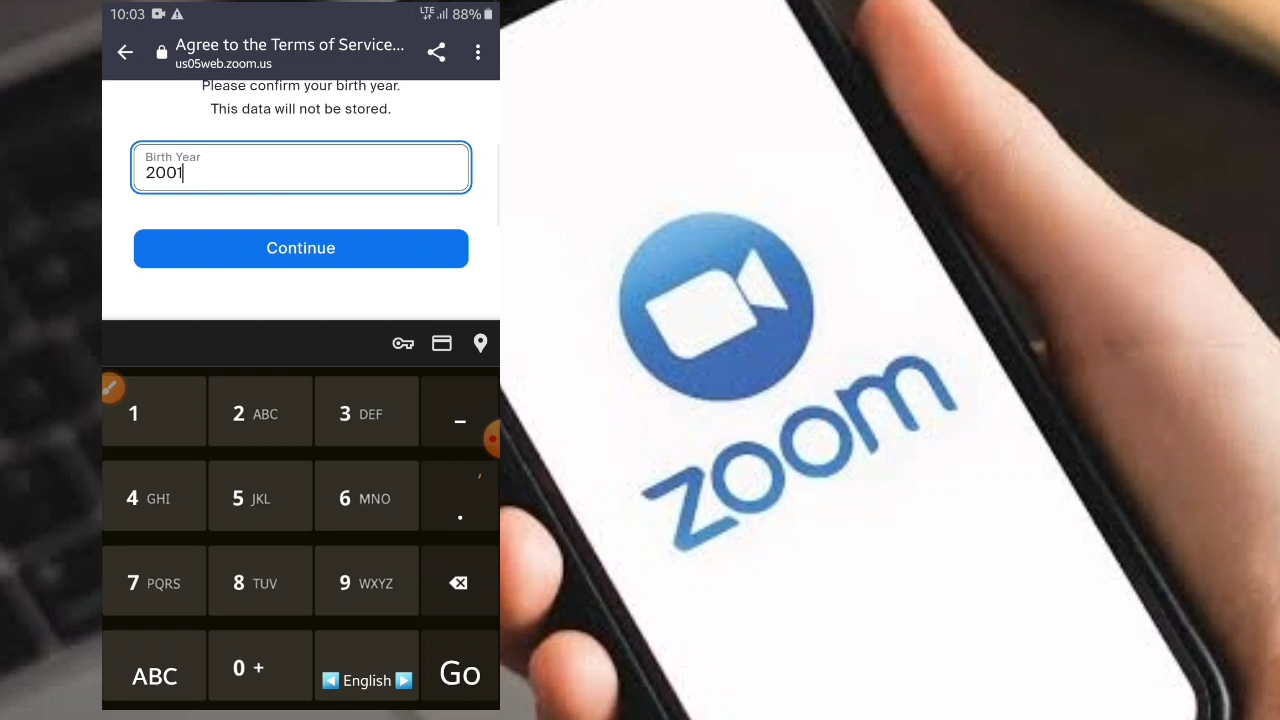 10:03
LTE
88%
Agree to the Terms of Service...
us05web.zoom.us
Please confirm your birth year.
This data will not be stored.
Birth Year
2001
Continue
1
2 ABC
3 DEF
–
4 GHI
5 JKL
6 MNO
, .
7 PQRS
8 TUV
9 WXYZ
ABC
0 +
English
Go
zoom